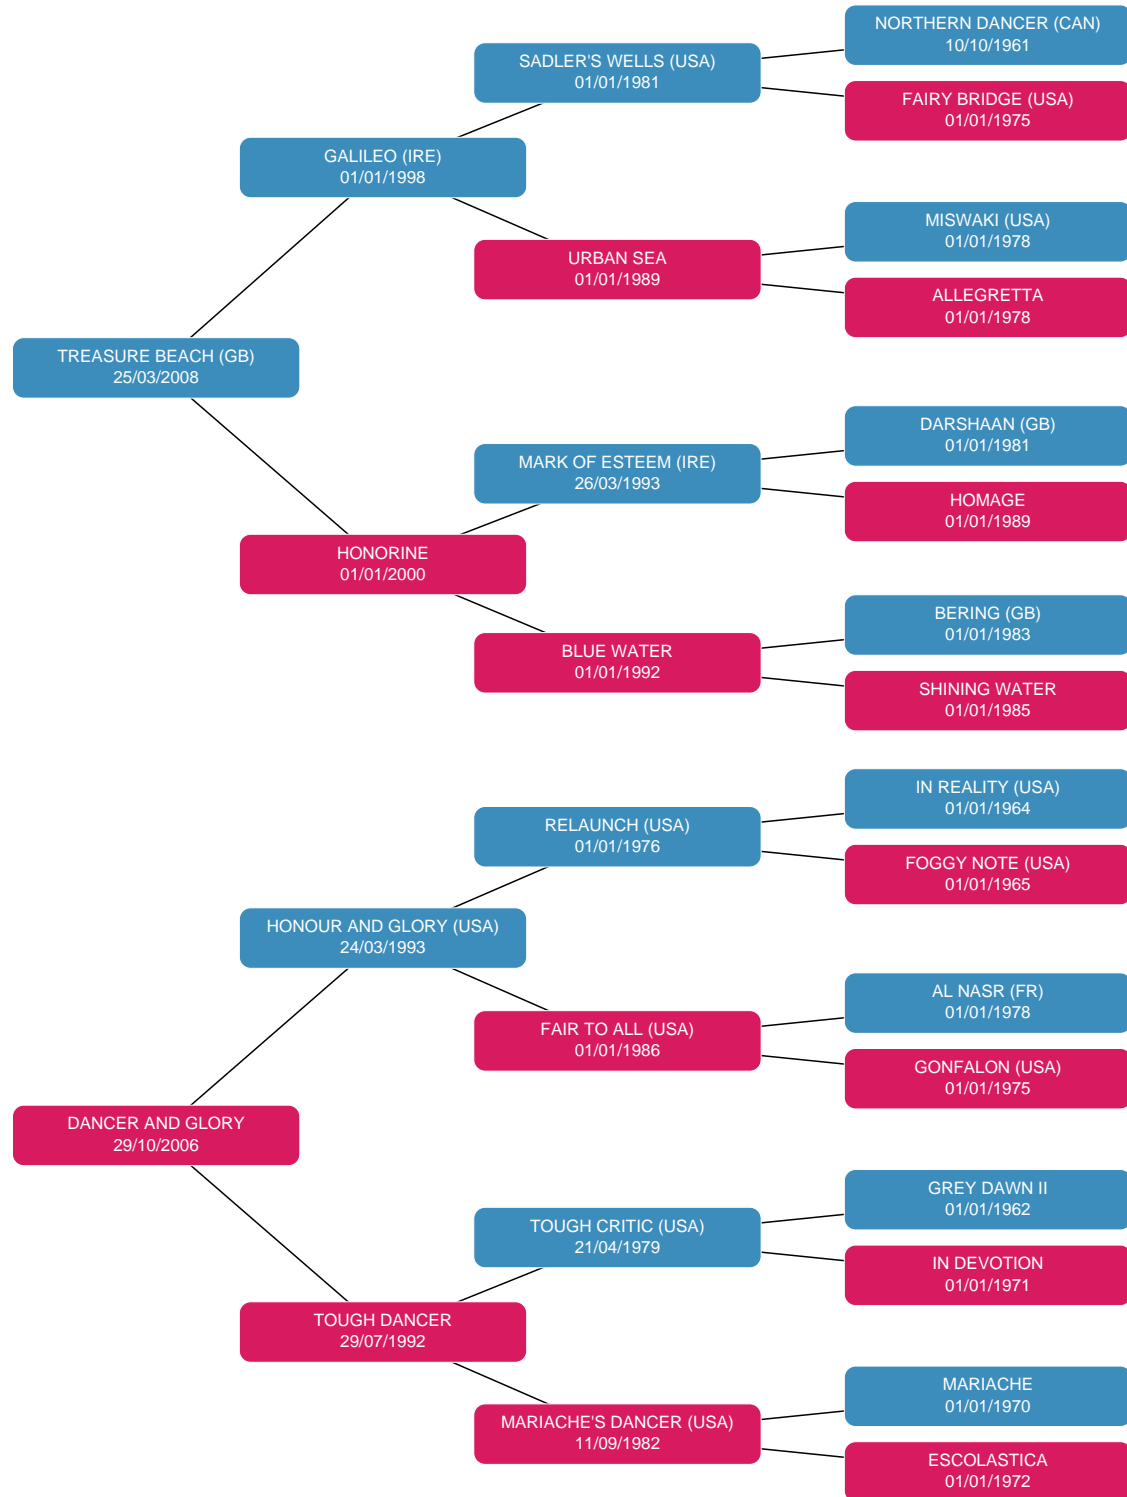 NORTHERN DANCER (CAN)
10/10/1961
SADLER'S WELLS (USA)
01/01/1981
FAIRY BRIDGE (USA)
01/01/1975
GALILEO (IRE)
01/01/1998
MISWAKI (USA)
01/01/1978
URBAN SEA
01/01/1989
ALLEGRETTA
01/01/1978
TREASURE BEACH (GB)
25/03/2008
DARSHAAN (GB)
01/01/1981
MARK OF ESTEEM (IRE)
26/03/1993
HOMAGE
01/01/1989
HONORINE
01/01/2000
BERING (GB)
01/01/1983
BLUE WATER
01/01/1992
SHINING WATER
01/01/1985
IN REALITY (USA)
01/01/1964
RELAUNCH (USA)
01/01/1976
FOGGY NOTE (USA)
01/01/1965
HONOUR AND GLORY (USA)
24/03/1993
AL NASR (FR)
01/01/1978
FAIR TO ALL (USA)
01/01/1986
GONFALON (USA)
01/01/1975
DANCER AND GLORY
29/10/2006
GREY DAWN II
01/01/1962
TOUGH CRITIC (USA)
21/04/1979
IN DEVOTION
01/01/1971
TOUGH DANCER
29/07/1992
MARIACHE
01/01/1970
MARIACHE'S DANCER (USA)
11/09/1982
ESCOLASTICA
01/01/1972